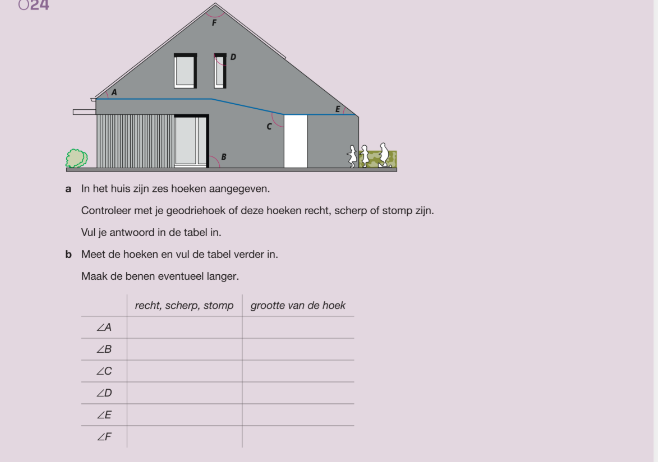 O24
F
D
A
E
C
B
a In het huis zijn zes hoeken aangegeven.
Controleer met je geodriehoek of deze hoeken recht, scherp of stomp zijn.
Vul je antwoord in de tabel in.
b Meet de hoeken en vul de tabel verder in.
Maak de benen eventueel langer.
recht, scherp, stomp grootte van de hoek
∠A
∠B
∠C
∠D
∠E
∠F